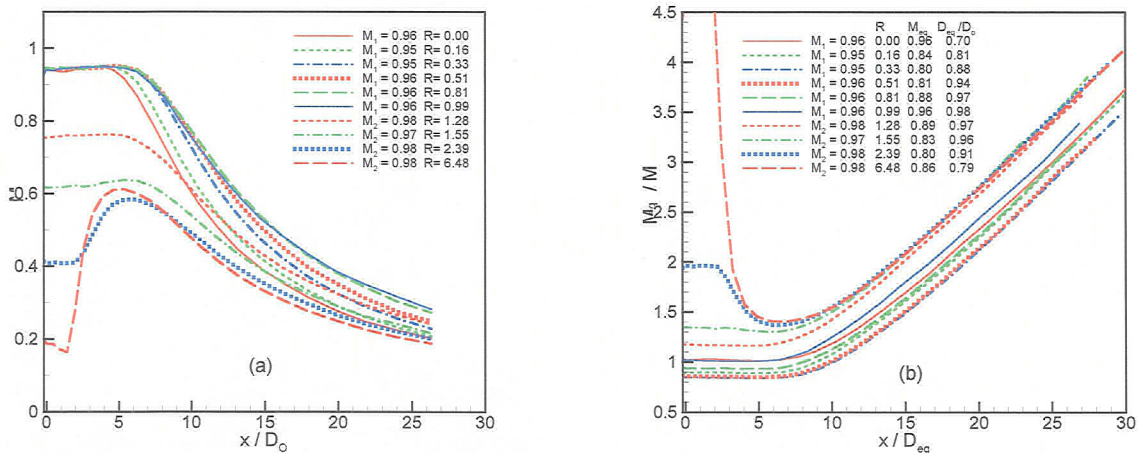 1
0.8
0.6
0.4
0.2
0
0 5 10 15 20 25 30
x / D_O
M₁ = 0.96 R= 0.00
M₁ = 0.95 R= 0.16
M₁ = 0.95 R= 0.33
M₁ = 0.96 R= 0.51
M₁ = 0.96 R= 0.81
M₁ = 0.96 R= 0.99
M₂ = 0.98 R= 1.28
M₂ = 0.97 R= 1.55
M₂ = 0.98 R= 2.39
M₂ = 0.98 R= 6.48
(a)
4.5
4
3.5
3
2.5
2
1.5
1
0.5
0 5 10 15 20 25 30
x / D_eq
R M_eq D_eq/D_o
M₁ = 0.96 0.00 0.96 0.70
M₁ = 0.95 0.16 0.84 0.81
M₁ = 0.95 0.33 0.80 0.88
M₁ = 0.96 0.51 0.81 0.94
M₁ = 0.96 0.81 0.88 0.97
M₁ = 0.96 0.99 0.96 0.98
M₂ = 0.98 1.28 0.89 0.97
M₂ = 0.97 1.55 0.83 0.96
M₂ = 0.98 2.39 0.80 0.91
M₂ = 0.98 6.48 0.86 0.79
(b)